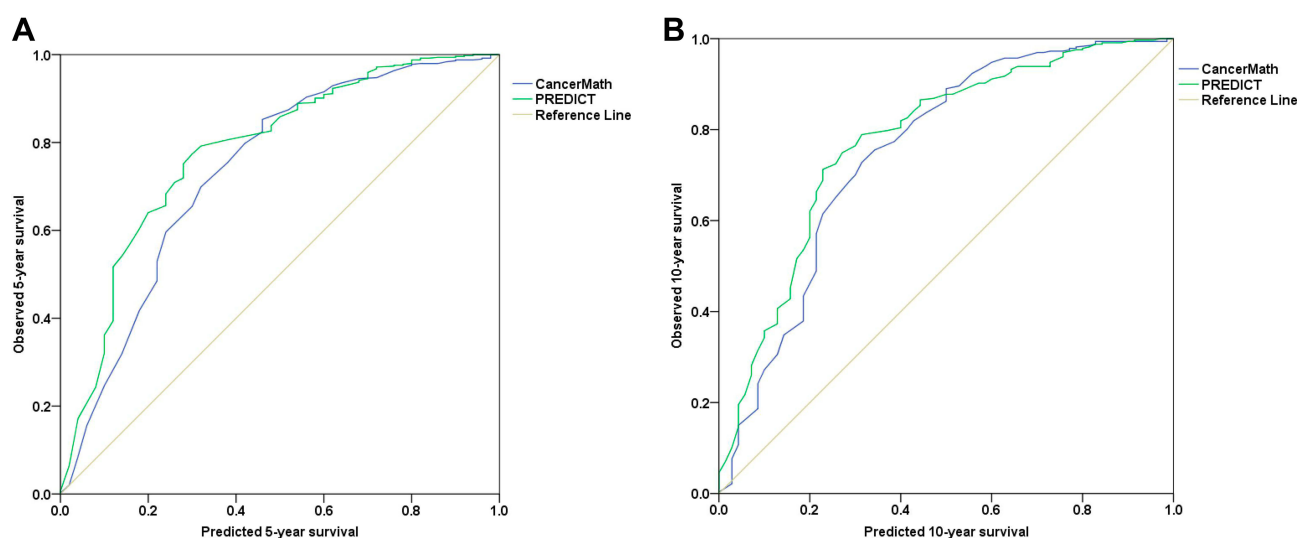 A
1.0
0.8
0.6
0.4
0.2
0.0
Observed 5-year survival
0.0 0.2 0.4 0.6 0.8 1.0
Predicted 5-year survival
CancerMath
PREDICT
Reference Line
B
1.0
0.8
0.6
0.4
0.2
0.0
Observed 10-year survival
0.0 0.2 0.4 0.6 0.8 1.0
Predicted 10-year survival
CancerMath
PREDICT
Reference Line